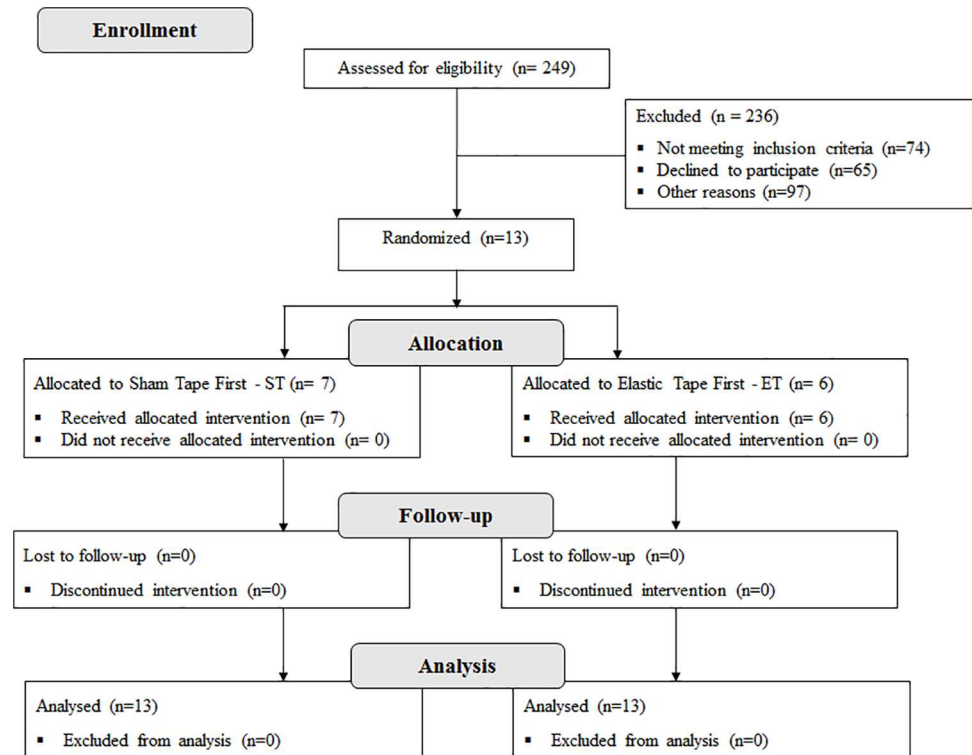 Enrollment
Assessed for eligibility (n= 249)
Excluded (n = 236)
▪ Not meeting inclusion criteria (n=74)
▪ Declined to participate (n=65)
▪ Other reasons (n=97)
Randomized (n=13)
Allocation
Allocated to Sham Tape First - ST (n= 7)
▪ Received allocated intervention (n= 7)
▪ Did not receive allocated intervention (n= 0)
Allocated to Elastic Tape First - ET (n= 6)
▪ Received allocated intervention (n= 6)
▪ Did not receive allocated intervention (n= 0)
Follow-up
Lost to follow-up (n=0)
▪ Discontinued intervention (n=0)
Lost to follow-up (n=0)
▪ Discontinued intervention (n=0)
Analysis
Analysed (n=13)
▪ Excluded from analysis (n=0)
Analysed (n=13)
▪ Excluded from analysis (n=0)